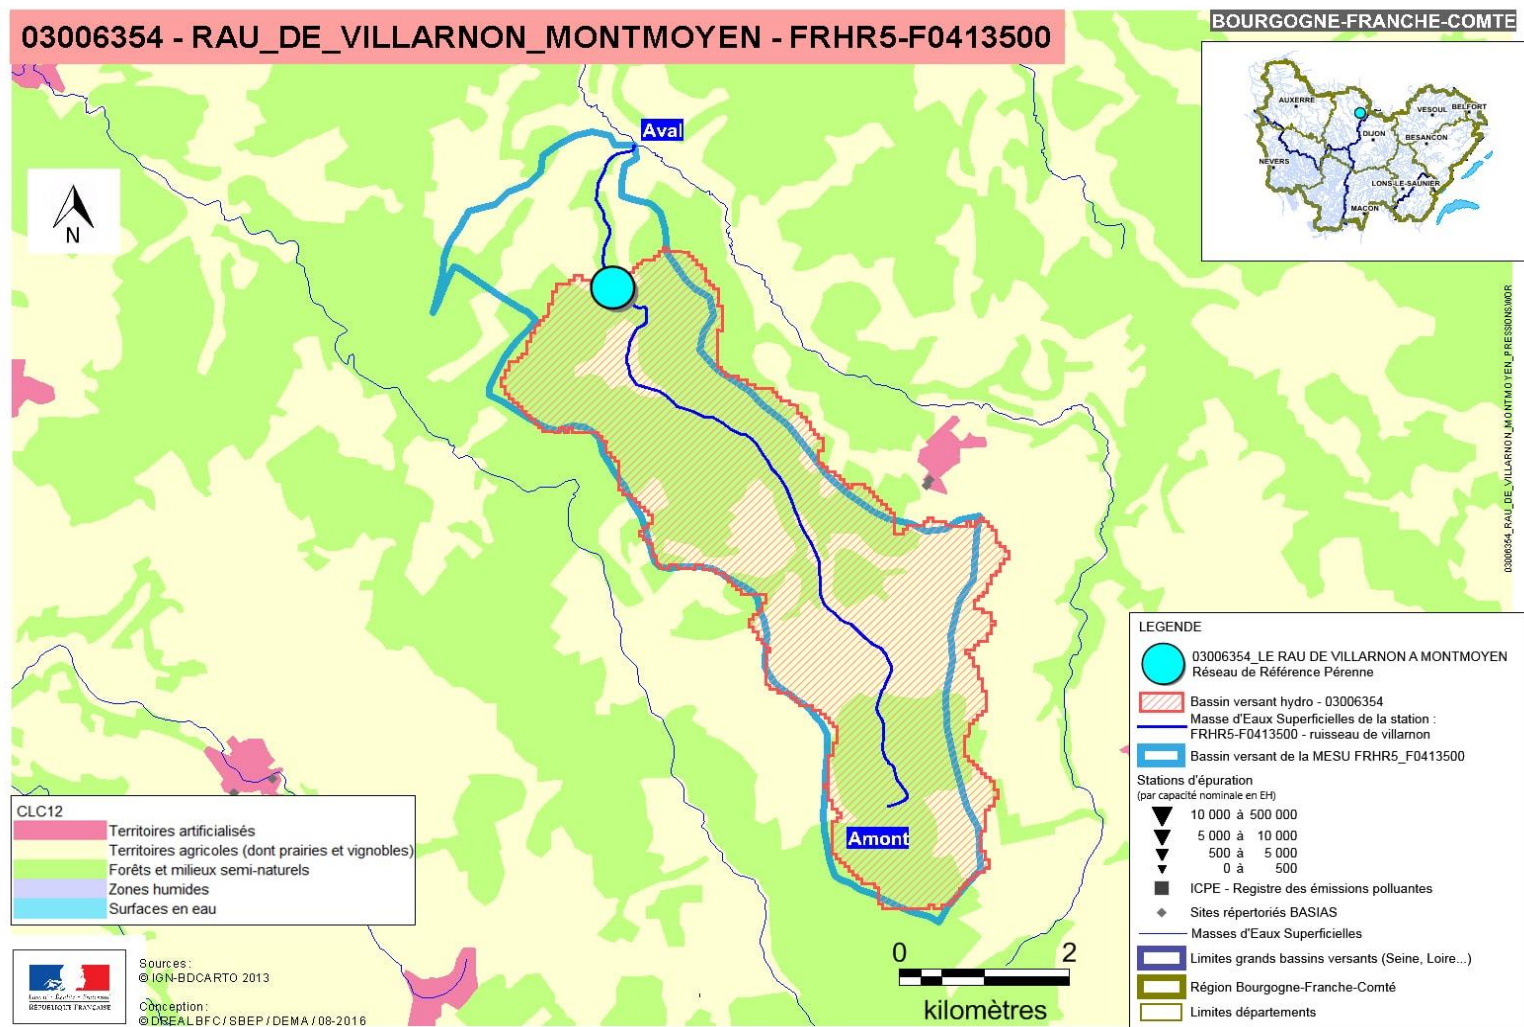 03006354 - RAU_DE_VILLARNON_MONTMOYEN - FRHR5-F0413500
BOURGOGNE-FRANCHE-COMTE
AUXERRE
VESOUL
BELFORT
DIJON
BESANCON
NEVERS
LONS-LE-SAUNIER
MACON
Aval
N
Amont
03006354_RAU_DE_VILLARNON_MONTMOYEN_PRESSIONS.WOR
LEGENDE
03006354_LE RAU DE VILLARNON A MONTMOYEN
Réseau de Référence Pérenne
Bassin versant hydro - 03006354
Masse d'Eaux Superficielles de la station :
FRHR5-F0413500 - ruisseau de villarnon
Bassin versant de la MESU FRHR5_F0413500
Stations d'épuration
(par capacité nominale en EH)
10 000 à 500 000
5 000 à 10 000
500 à 5 000
0 à 500
ICPE - Registre des émissions polluantes
Sites répertoriés BASIAS
Masses d'Eaux Superficielles
Limites grands bassins versants (Seine, Loire...)
Région Bourgogne-Franche-Comté
Limites départements
CLC12
Territoires artificialisés
Territoires agricoles (dont prairies et vignobles)
Forêts et milieux semi-naturels
Zones humides
Surfaces en eau
Liberté • Égalité • Fraternité
RÉPUBLIQUE FRANÇAISE
Sources :
© IGN-BDCARTO 2013
Conception :
© DREAL BFC / SBEP / DEMA / 08-2016
0 2
kilomètres